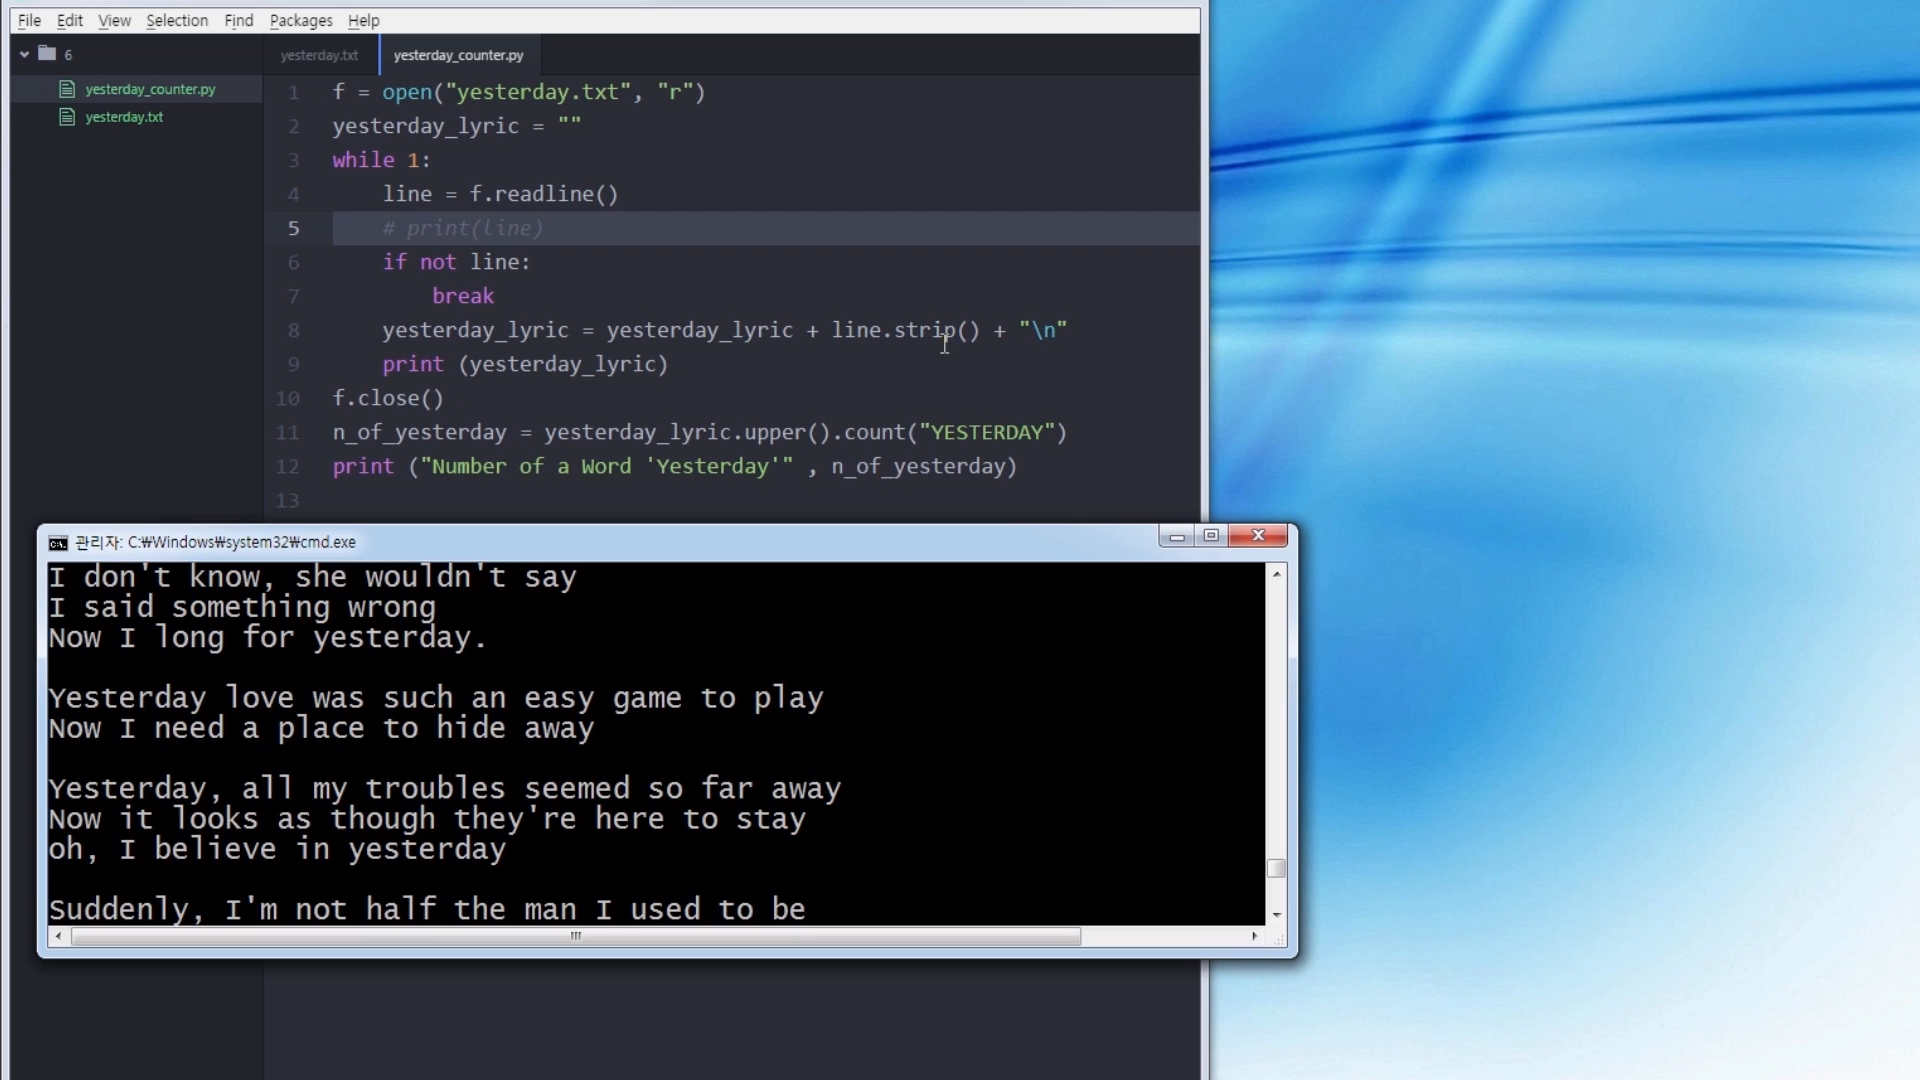 File Edit View Selection Find Packages Help
6
yesterday_counter.py
yesterday.txt
yesterday.txt yesterday_counter.py
1 f = open("yesterday.txt", "r")
2 yesterday_lyric = ""
3 while 1:
4 line = f.readline()
5 # print(line)
6 if not line:
7 break
8 yesterday_lyric = yesterday_lyric + line.strip() + "\n"
9 print (yesterday_lyric)
10 f.close()
11 n_of_yesterday = yesterday_lyric.upper().count("YESTERDAY")
12 print ("Number of a Word 'Yesterday'" , n_of_yesterday)
13
관리자: C:₩Windows₩system32₩cmd.exe
I don't know, she wouldn't say
I said something wrong
Now I long for yesterday.
Yesterday love was such an easy game to play
Now I need a place to hide away
Yesterday, all my troubles seemed so far away
Now it looks as though they're here to stay
oh, I believe in yesterday
Suddenly, I'm not half the man I used to be